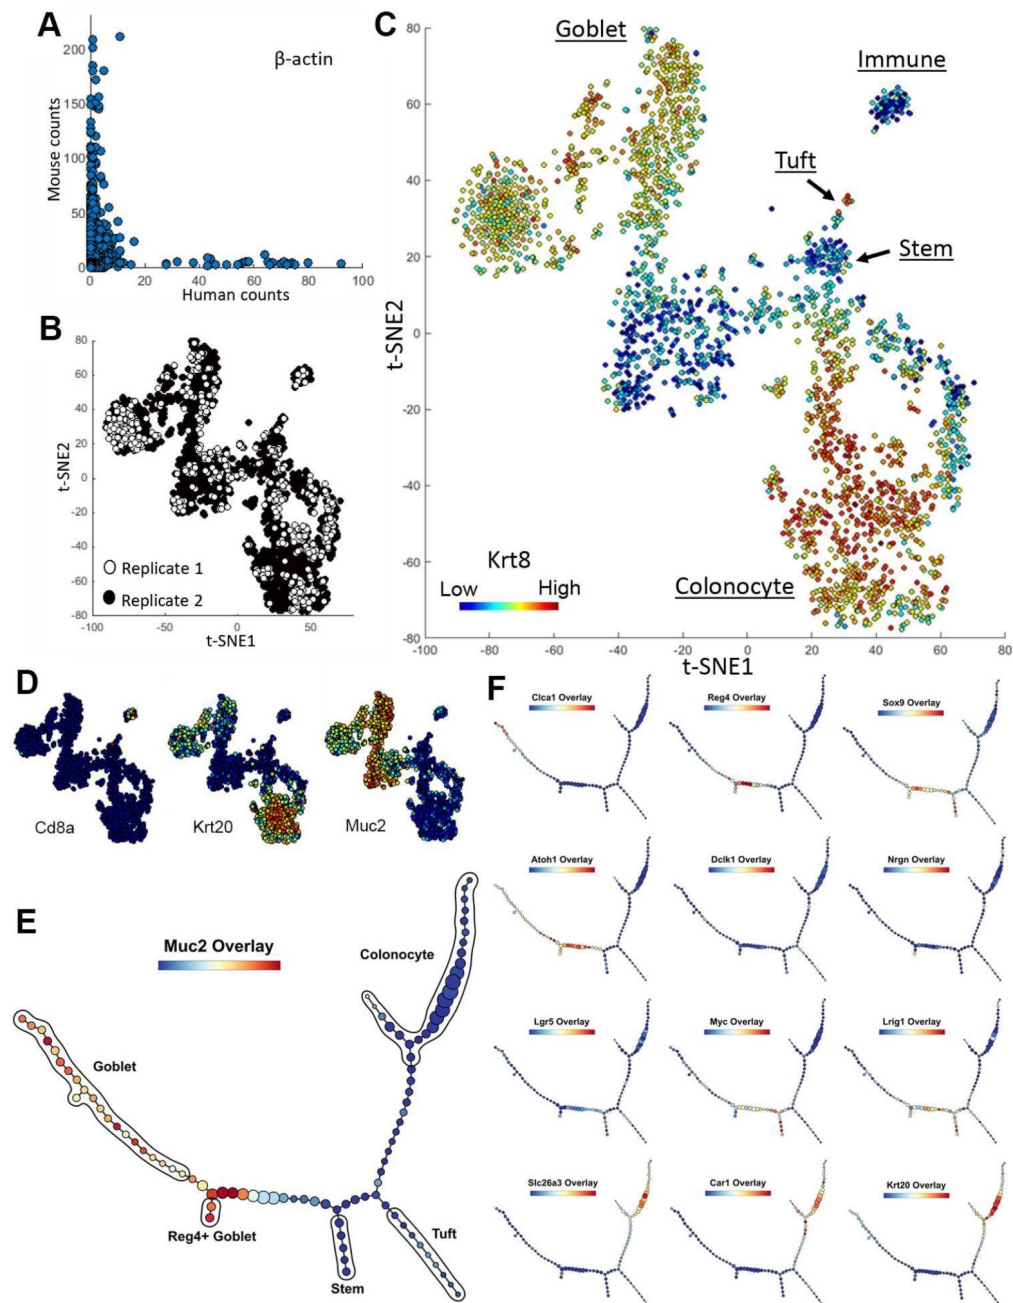 A
β-actin
Mouse counts
200
150
100
50
0
0 20 40 60 80 100
Human counts
B
80
60
40
20
0
-20
-40
-60
-80
t-SNE2
Replicate 1
Replicate 2
-100 -50 0 50
t-SNE1
C
80
60
40
20
0
-20
-40
-60
-80
t-SNE2
Goblet
Immune
Tuft
Stem
Colonocyte
Krt8
Low High
-100 -80 -60 -40 -20 0 20 40 60 80
t-SNE1
D
Cd8a
Krt20
Muc2
E
Muc2 Overlay
Colonocyte
Goblet
Reg4+ Goblet
Stem
Tuft
F
Clca1 Overlay
Reg4 Overlay
Sox9 Overlay
Atoh1 Overlay
Dclk1 Overlay
Nrgn Overlay
Lgr5 Overlay
Myc Overlay
Lrig1 Overlay
Slc26a3 Overlay
Car1 Overlay
Krt20 Overlay